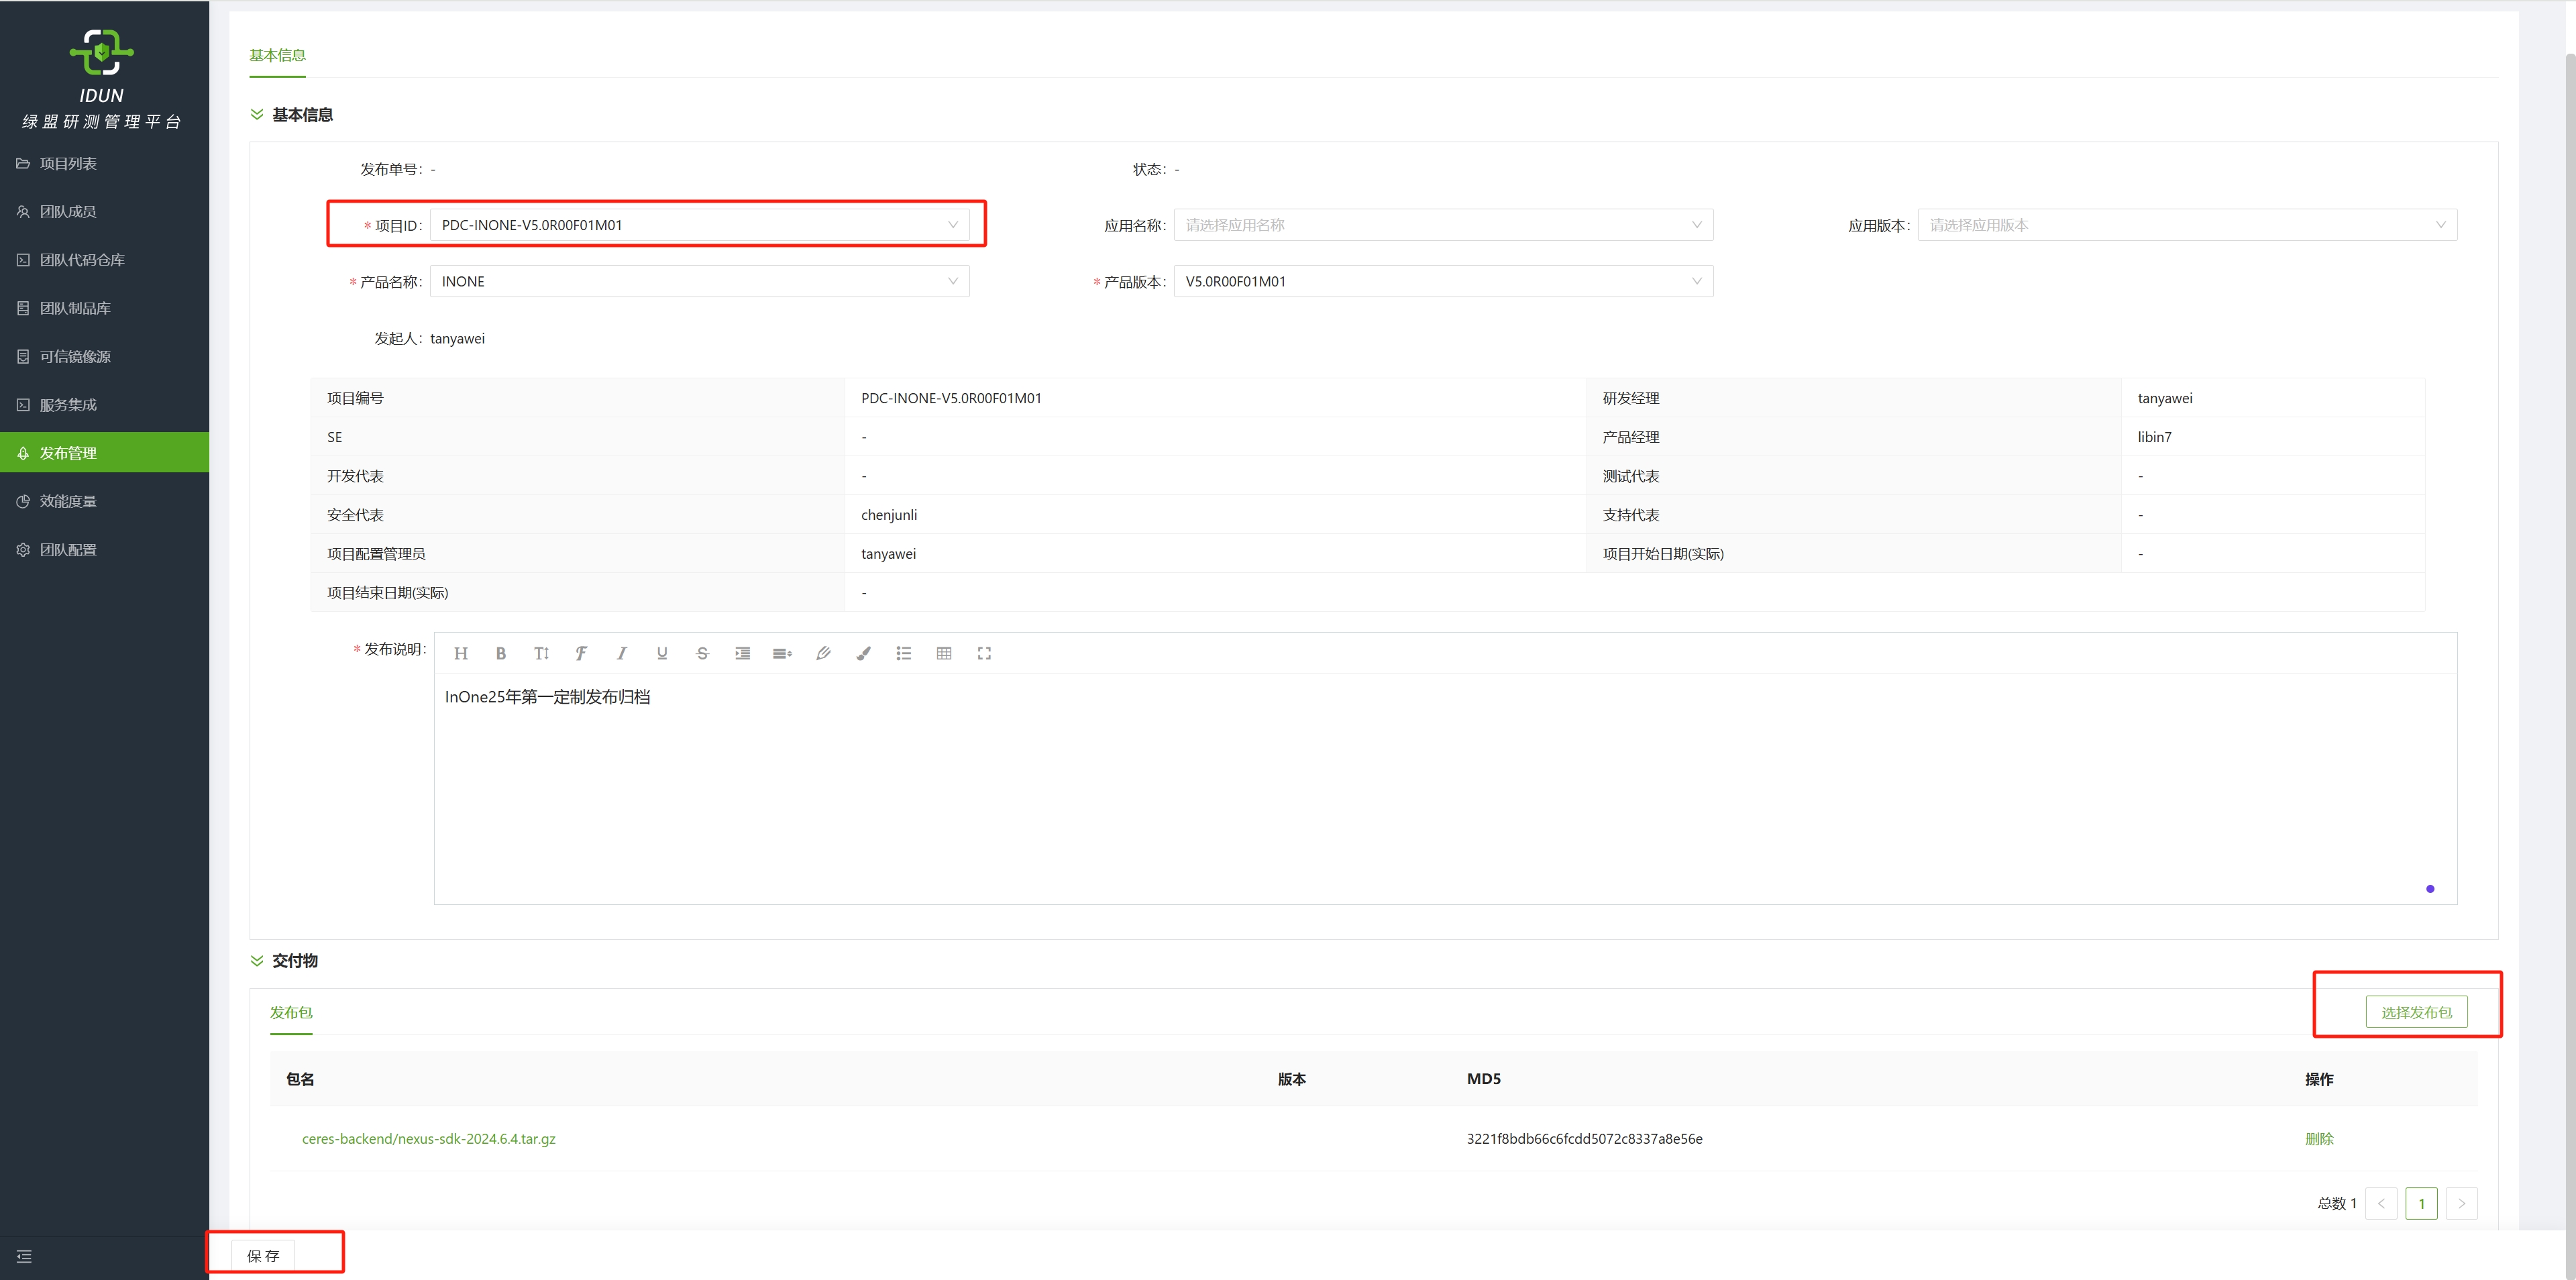 IDUN
绿盟研测管理平台
项目列表
团队成员
团队代码仓库
团队制品库
可信镜像源
服务集成
发布管理
效能度量
团队配置
基本信息
基本信息
发布单号: -
状态: -
* 项目ID: PDC-INONE-V5.0R00F01M01
应用名称: 请选择应用名称
应用版本: 请选择应用版本
* 产品名称: INONE
* 产品版本: V5.0R00F01M01
发起人: tanyawei
项目编号 PDC-INONE-V5.0R00F01M01 研发经理 tanyawei
SE - 产品经理 libin7
开发代表 - 测试代表 -
安全代表 chenjunli 支持代表 -
项目配置管理员 tanyawei 项目开始日期(实际) -
项目结束日期(实际) -
* 发布说明:
InOne25年第一定制发布归档
交付物
发布包
选择发布包
包名 版本 MD5 操作
ceres-backend/nexus-sdk-2024.6.4.tar.gz 3221f8bdb66c6fcdd5072c8337a8e56e 删除
总数 1 < 1 >
保 存